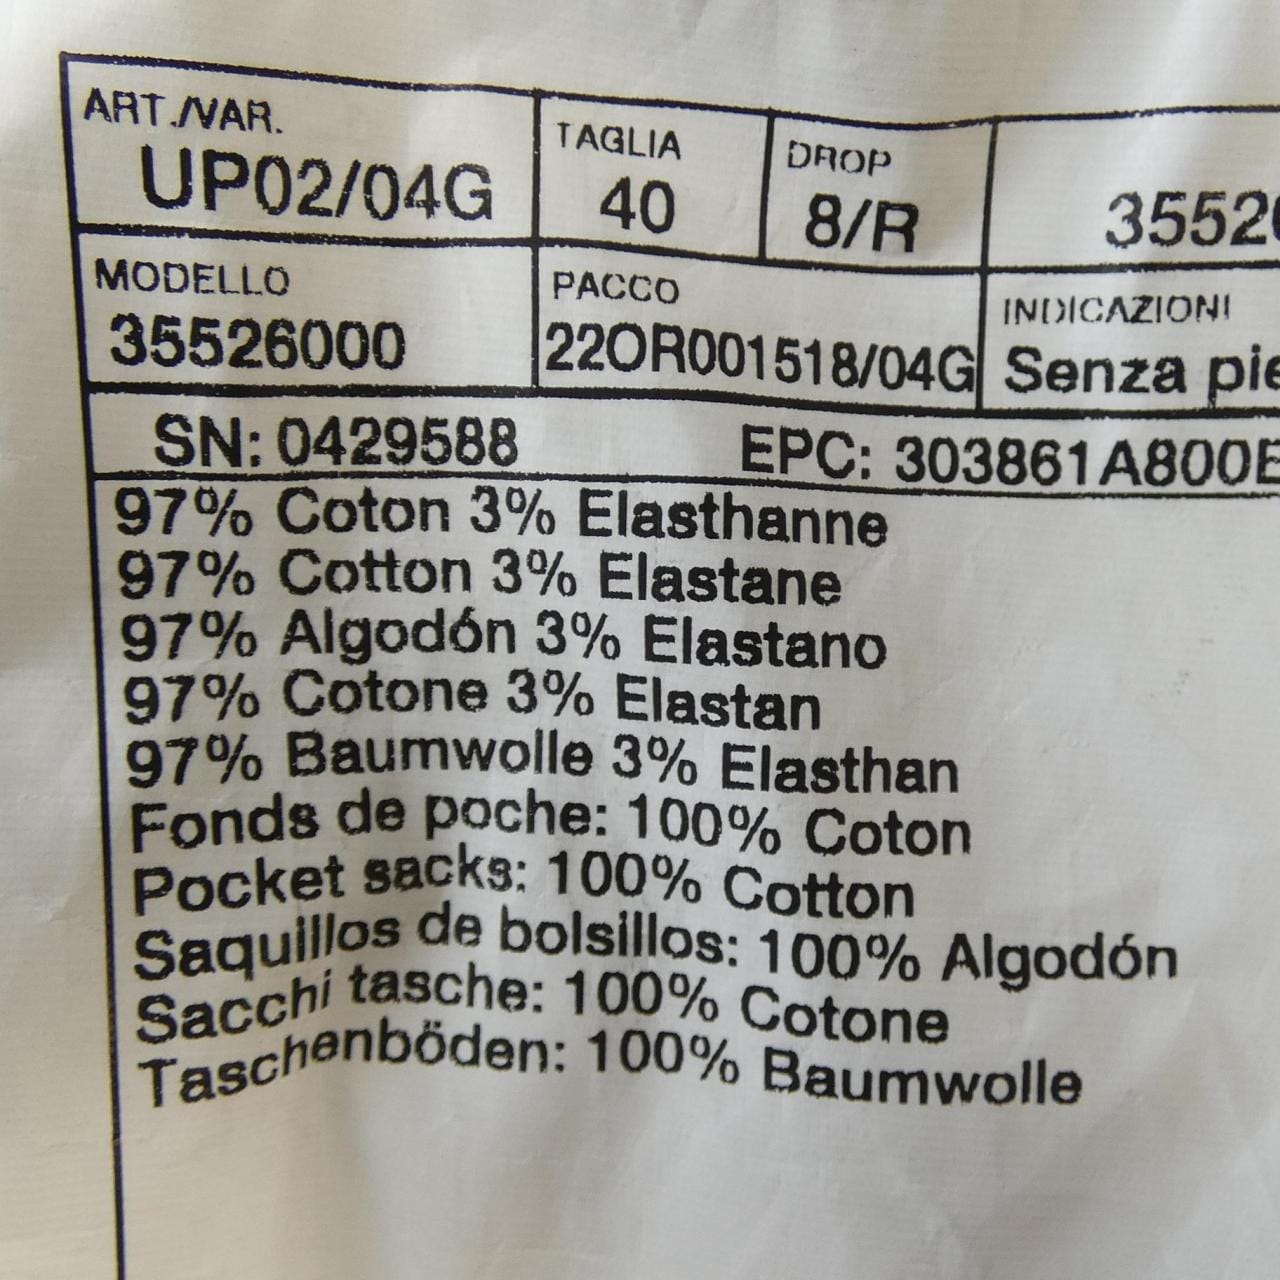 ART./VAR. TAGLIA DROP
UP02/04G 40 8/R
MODELLO PACCO INDICAZIONI
35526000 22OR001518/04G Senza
SN: 0429588 EPC:
97% Coton 3% Elasthanne
97% Cotton 3% Elastane
97% Algodón 3% Elastano
97% Cotone 3% Elastan
97% Baumwolle 3% Elasthan
Fonds de poche: 100% Coton
Pocket sacks: 100% Cotton
Saquillos de bolsillos: 100% Algodón
Sacchi tasche: 100% Cotone
Taschenböden: 100% Baumwolle